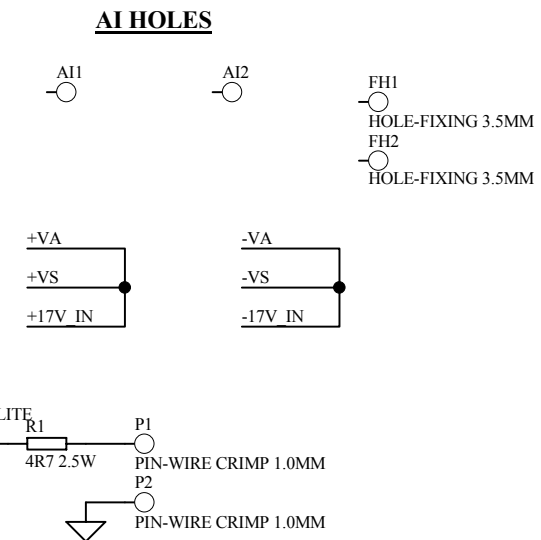 AI HOLES
AI1
AI2
FH1
HOLE-FIXING 3.5MM
FH2
HOLE-FIXING 3.5MM
+VA
-VA
+VS
-VS
+17V_IN
-17V_IN
LITE
R1
4R7 2.5W
P1
PIN-WIRE CRIMP 1.0MM
P2
PIN-WIRE CRIMP 1.0MM